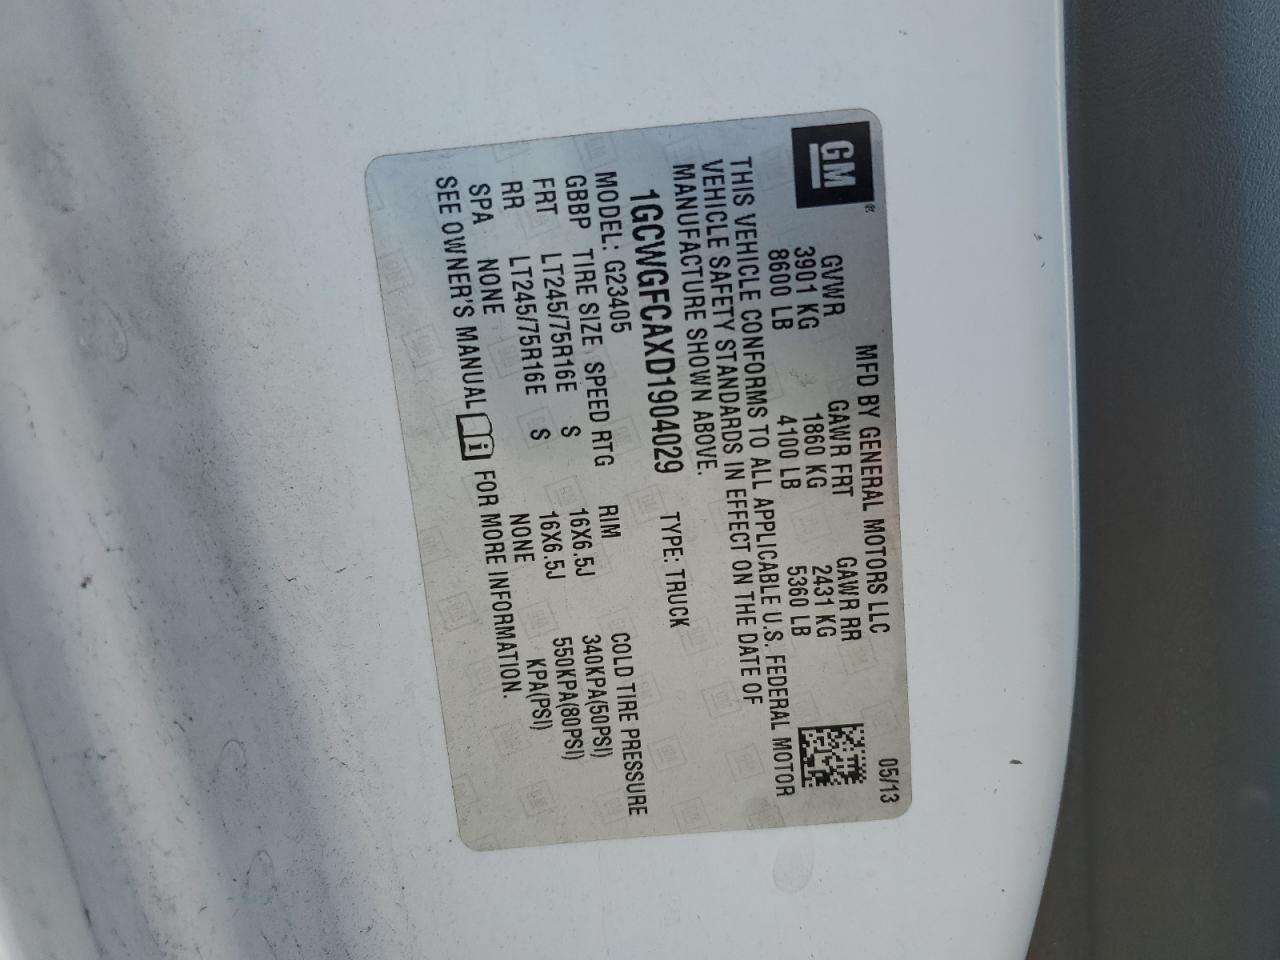 GM®
MFD BY GENERAL MOTORS LLC 05/13
GVWR GAWR FRT GAWR RR
3901 KG 1860 KG 2431 KG
8600 LB 4100 LB 5360 LB
THIS VEHICLE CONFORMS TO ALL APPLICABLE U.S. FEDERAL MOTOR
VEHICLE SAFETY STANDARDS IN EFFECT ON THE DATE OF
MANUFACTURE SHOWN ABOVE.
1GCWGFCAXD1904029 TYPE: TRUCK
MODEL: G23405
GBBP TIRE SIZE SPEED RTG RIM COLD TIRE PRESSURE
FRT LT245/75R16E S 16X6.5J 340KPA(50PSI)
RR LT245/75R16E S 16X6.5J 550KPA(80PSI)
SPA NONE NONE KPA(PSI)
SEE OWNER'S MANUAL i FOR MORE INFORMATION.